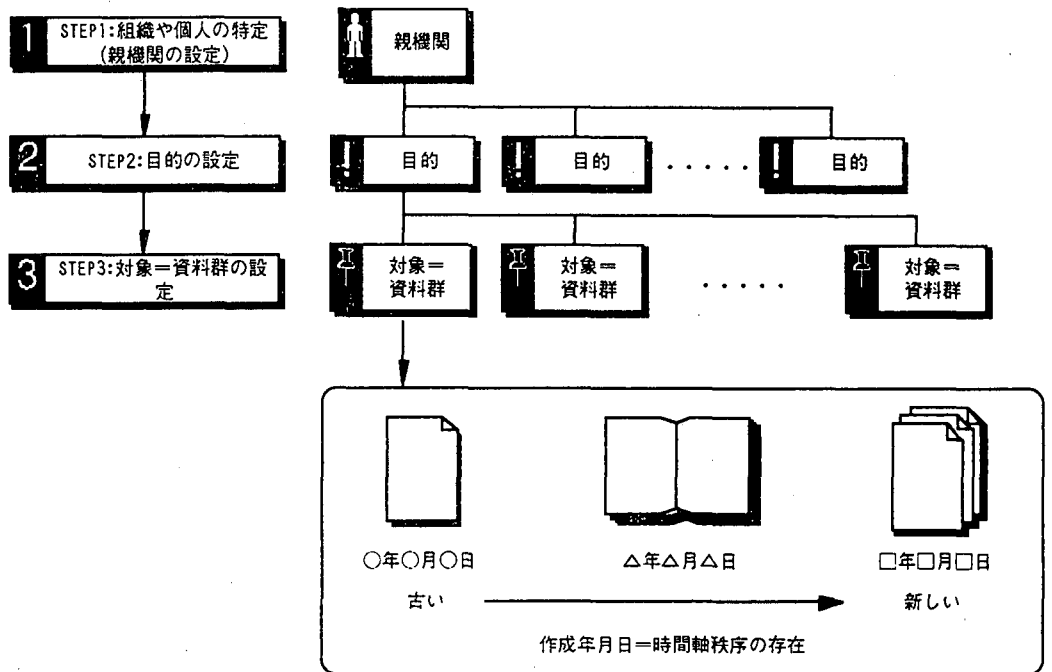 1 STEP1:組織や個人の特定
(親機関の設定)
親機関
2 STEP2:目的の設定
! 目的
! 目的
・・・・・
! 目的
3 STEP3:対象=資料群の設
定
対象=
資料群
対象=
資料群
・・・・・
対象=
資料群
○年○月○日
△年△月△日
□年□月□日
古い
新しい
作成年月日=時間軸秩序の存在